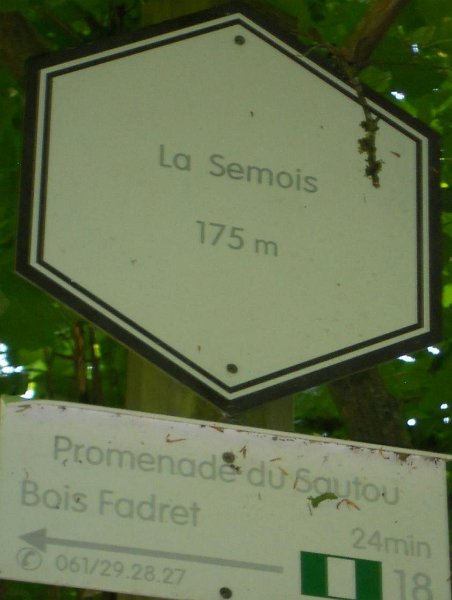 La Semois
175 m
Promenade du Sautou
Bois Fadret
24min
✆ 061/29.28.27
18